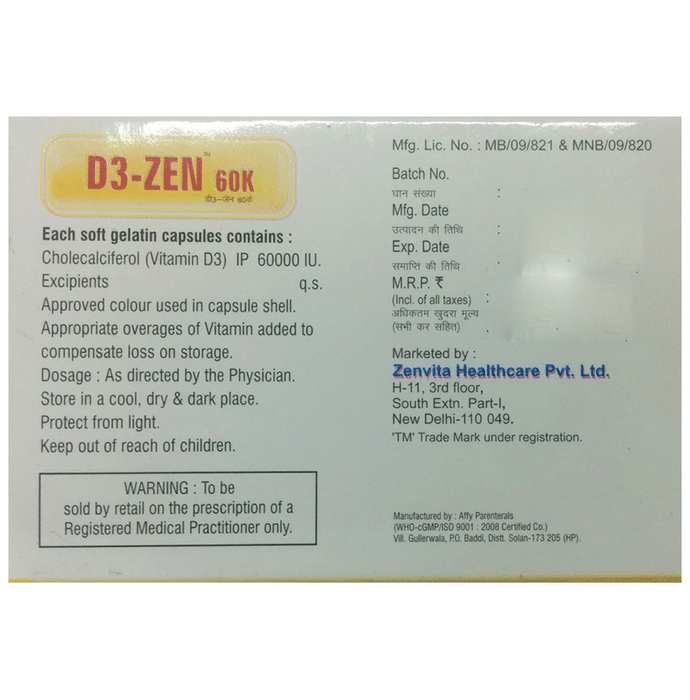 D3-ZEN™ 60K
डी3-जेन 60के
Each soft gelatin capsules contains :
Cholecalciferol (Vitamin D3) IP 60000 IU.
Excipients q.s.
Approved colour used in capsule shell.
Appropriate overages of Vitamin added to
compensate loss on storage.
Dosage : As directed by the Physician.
Store in a cool, dry & dark place.
Protect from light.
Keep out of reach of children.
WARNING : To be
sold by retail on the prescription of a
Registered Medical Practitioner only.
Mfg. Lic. No. : MB/09/821 & MNB/09/820
Batch No.
घान संख्या :
Mfg. Date
उत्पादन की तिथि :
Exp. Date
समाप्ति की तिथि :
M.R.P. ₹
(Incl. of all taxes) :
अधिकतम खुदरा मूल्य
(सभी कर सहित) :
Marketed by :
Zenvita Healthcare Pvt. Ltd.
H-11, 3rd floor,
South Extn. Part-I,
New Delhi-110 049.
'TM' Trade Mark under registration.
Manufactured by : Affy Parenterals
(WHO-cGMP/ISO 9001 : 2008 Certified Co.)
Vill. Gullerwala, P.O. Baddi, Distt. Solan-173 205 (HP).